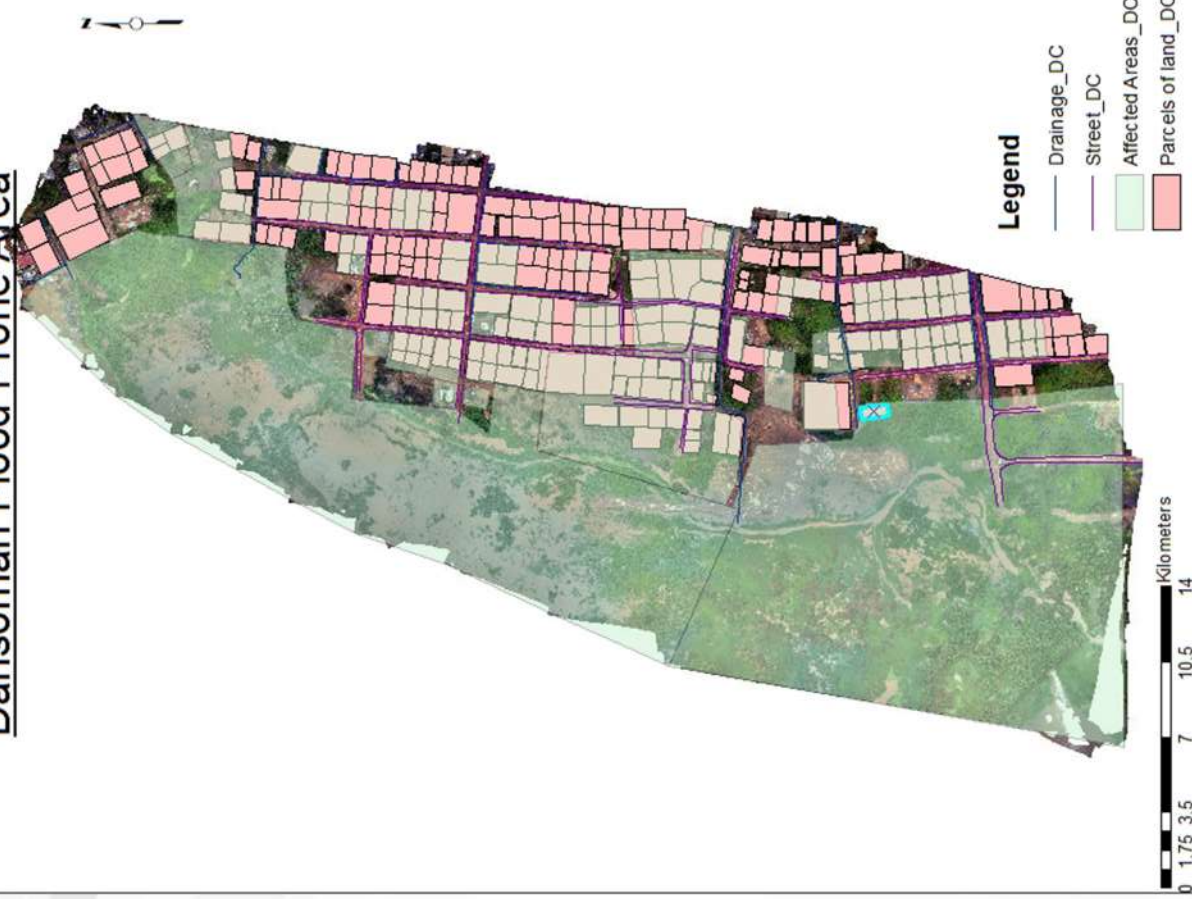 Dansoman Flood Prone Area
N
Legend
Drainage_DC
Street_DC
Affected Areas_DC
Parcels of land_DC
Kilometers
0 1.75 3.5 7 10.5 14